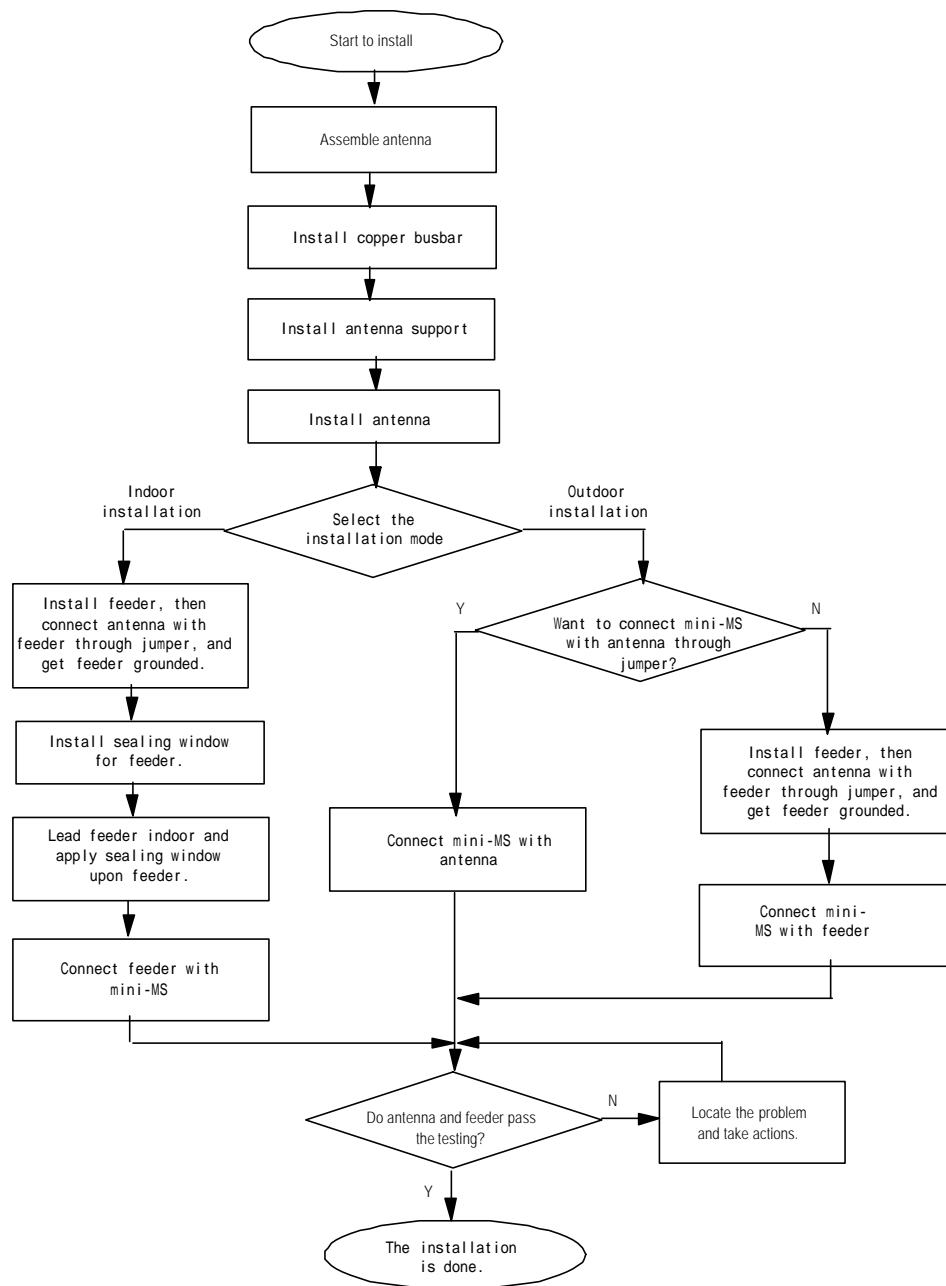 Start to install
Assemble antenna
Install copper busbar
Install antenna support
Install antenna
Indoor
installation
Outdoor
installation
Select the
installation mode
Install feeder, then
connect antenna with
feeder through jumper, and
get feeder grounded.
Y
N
Want to connect mini-MS
with antenna through
jumper?
Install sealing window
for feeder.
Install feeder, then
connect antenna with
feeder through jumper, and
get feeder grounded.
Lead feeder indoor and
apply sealing window
upon feeder.
Connect mini-MS with
antenna
Connect mini-
MS with feeder
Connect feeder with
mini-MS
Do antenna and feeder pass
the testing?
N
Locate the problem
and take actions.
Y
The installation
is done.